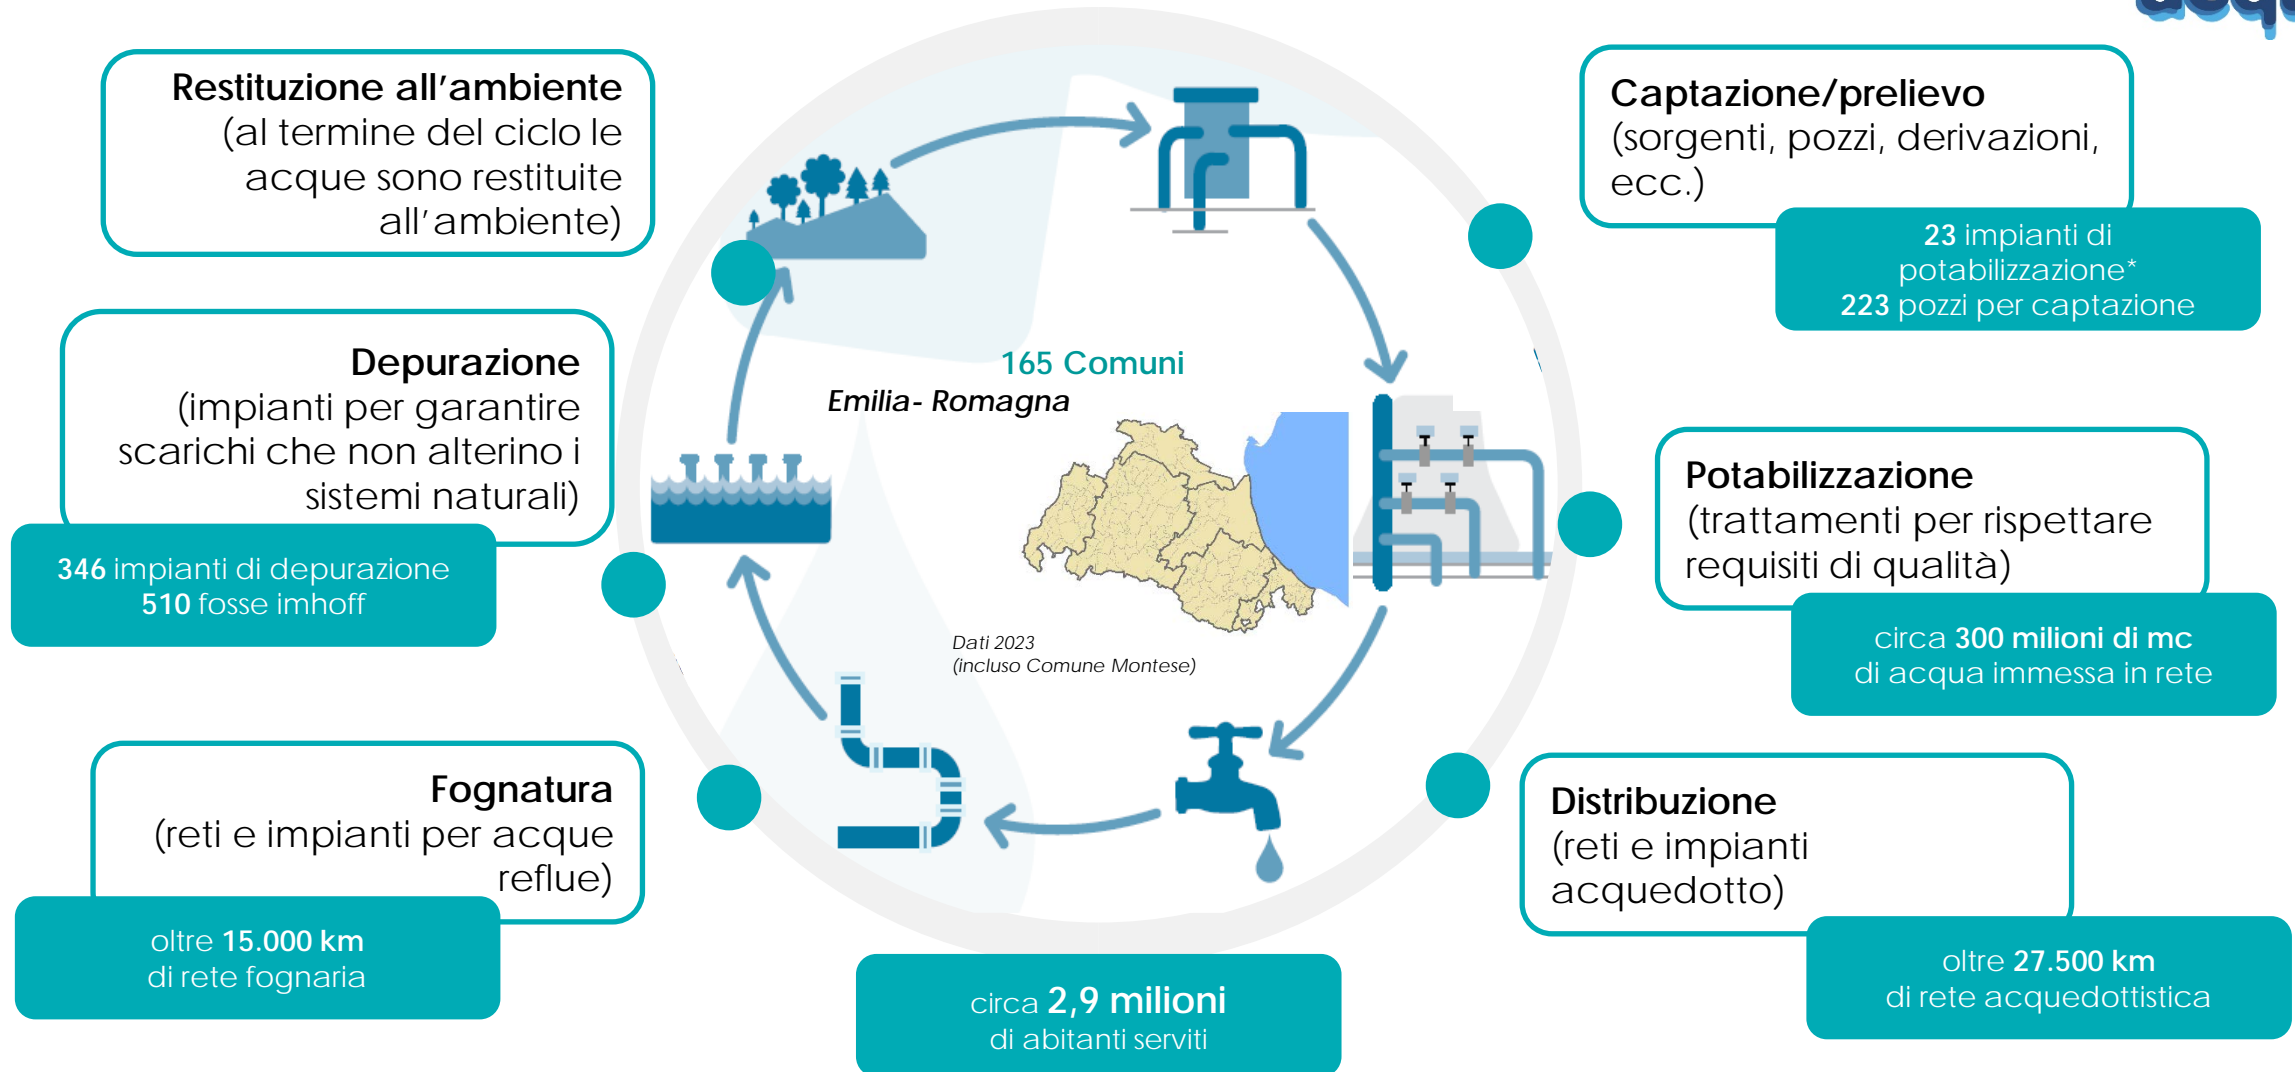 Restituzione all'ambiente
(al termine del ciclo le
acque sono restituite
all'ambiente)
Captazione/prelievo
(sorgenti, pozzi, derivazioni,
ecc.)
23 impianti di
potabilizzazione*
223 pozzi per captazione
Depurazione
(impianti per garantire
scarichi che non alterino i
sistemi naturali)
346 impianti di depurazione
510 fosse imhoff
165 Comuni
Emilia- Romagna
Dati 2023
(incluso Comune Montese)
Potabilizzazione
(trattamenti per rispettare
requisiti di qualità)
circa 300 milioni di mc
di acqua immessa in rete
Fognatura
(reti e impianti per acque
reflue)
oltre 15.000 km
di rete fognaria
Distribuzione
(reti e impianti
acquedotto)
oltre 27.500 km
di rete acquedottistica
circa 2,9 milioni
di abitanti serviti